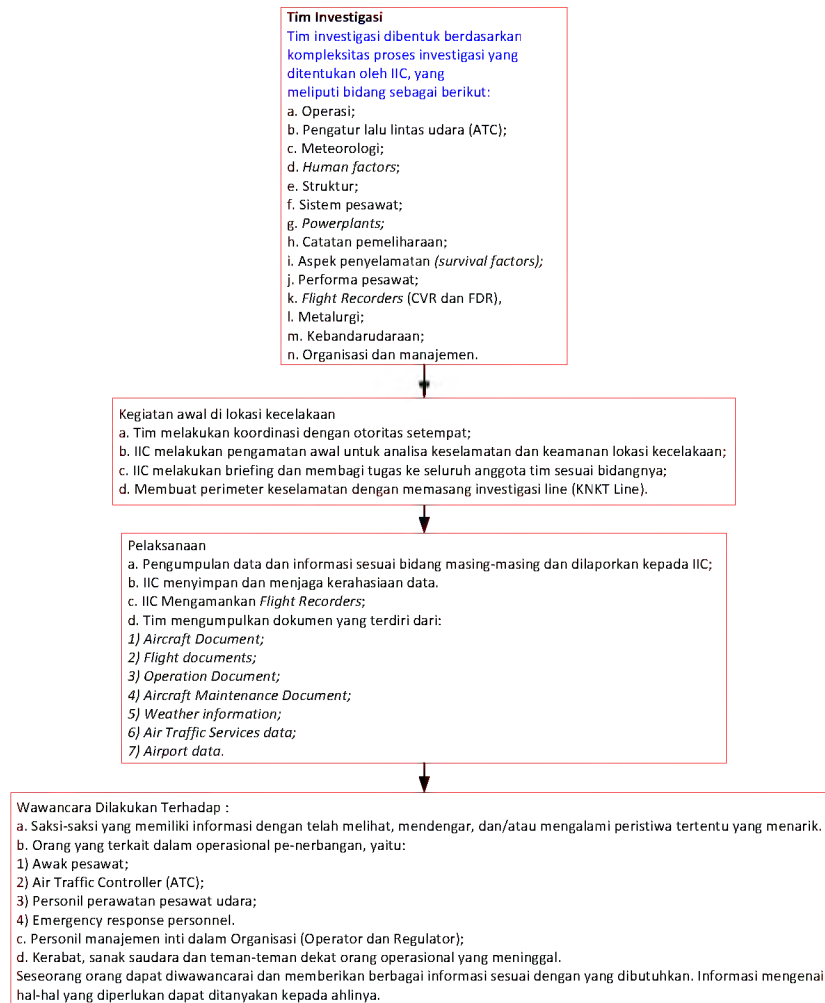 Tim Investigasi
Tim investigasi dibentuk berdasarkan
kompleksitas proses investigasi yang
ditentukan oleh IIC, yang
meliputi bidang sebagai berikut:
a. Operasi;
b. Pengatur lalu lintas udara (ATC);
c. Meteorologi;
d. Human factors;
e. Struktur;
f. Sistem pesawat;
g. Powerplants;
h. Catatan pemeliharaan;
i. Aspek penyelamatan (survival factors);
j. Performa pesawat;
k. Flight Recorders (CVR dan FDR),
l. Metalurgi;
m. Kebandarudaraan;
n. Organisasi dan manajemen.
Kegiatan awal di lokasi kecelakaan
a. Tim melakukan koordinasi dengan otoritas setempat;
b. IIC melakukan pengamatan awal untuk analisa keselamatan dan keamanan lokasi kecelakaan;
c. IIC melakukan briefing dan membagi tugas ke seluruh anggota tim sesuai bidangnya;
d. Membuat perimeter keselamatan dengan memasang investigasi line (KNKT Line).
Pelaksanaan
a. Pengumpulan data dan informasi sesuai bidang masing-masing dan dilaporkan kepada IIC;
b. IIC menyimpan dan menjaga kerahasiaan data.
c. IIC Mengamankan Flight Recorders;
d. Tim mengumpulkan dokumen yang terdiri dari:
1) Aircraft Document;
2) Flight documents;
3) Operation Document;
4) Aircraft Maintenance Document;
5) Weather information;
6) Air Traffic Services data;
7) Airport data.
Wawancara Dilakukan Terhadap :
a. Saksi-saksi yang memiliki informasi dengan telah melihat, mendengar, dan/atau mengalami peristiwa tertentu yang menarik.
b. Orang yang terkait dalam operasional pe-nerbangan, yaitu:
1) Awak pesawat;
2) Air Traffic Controller (ATC);
3) Personil perawatan pesawat udara;
4) Emergency response personnel.
c. Personil manajemen inti dalam Organisasi (Operator dan Regulator);
d. Kerabat, sanak saudara dan teman-teman dekat orang operasional yang meninggal.
Seseorang orang dapat diwawancarai dan memberikan berbagai informasi sesuai dengan yang dibutuhkan. Informasi mengenai
hal-hal yang diperlukan dapat ditanyakan kepada ahlinya.